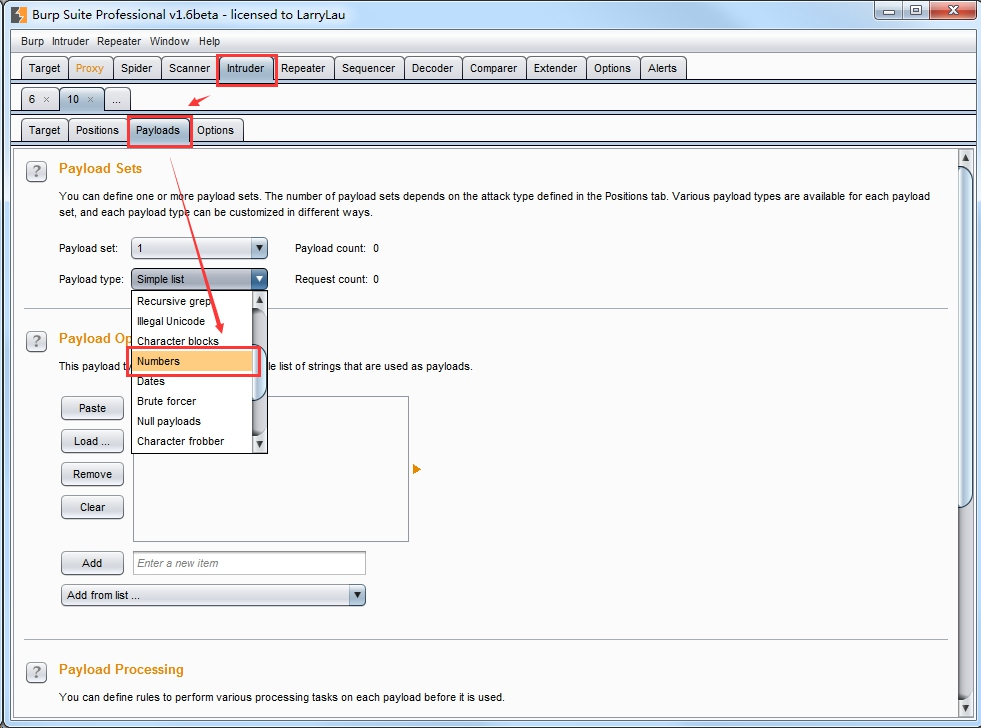 Burp Suite Professional v1.6beta - licensed to LarryLau
Burp Intruder Repeater Window Help
Target Proxy Spider Scanner Intruder Repeater Sequencer Decoder Comparer Extender Options Alerts
6 × 10 × ...
Target Positions Payloads Options
? Payload Sets
You can define one or more payload sets. The number of payload sets depends on the attack type defined in the Positions tab. Various payload types are available for each payload
set, and each payload type can be customized in different ways.
Payload set: 1 Payload count: 0
Payload type: Simple list Request count: 0
Recursive grep
Illegal Unicode
Character blocks
Numbers
Dates
Brute forcer
Null payloads
Character frobber
? Payload Op
This payload t le list of strings that are used as payloads.
Paste
Load ...
Remove
Clear
Add Enter a new item
Add from list ...
? Payload Processing
You can define rules to perform various processing tasks on each payload before it is used.